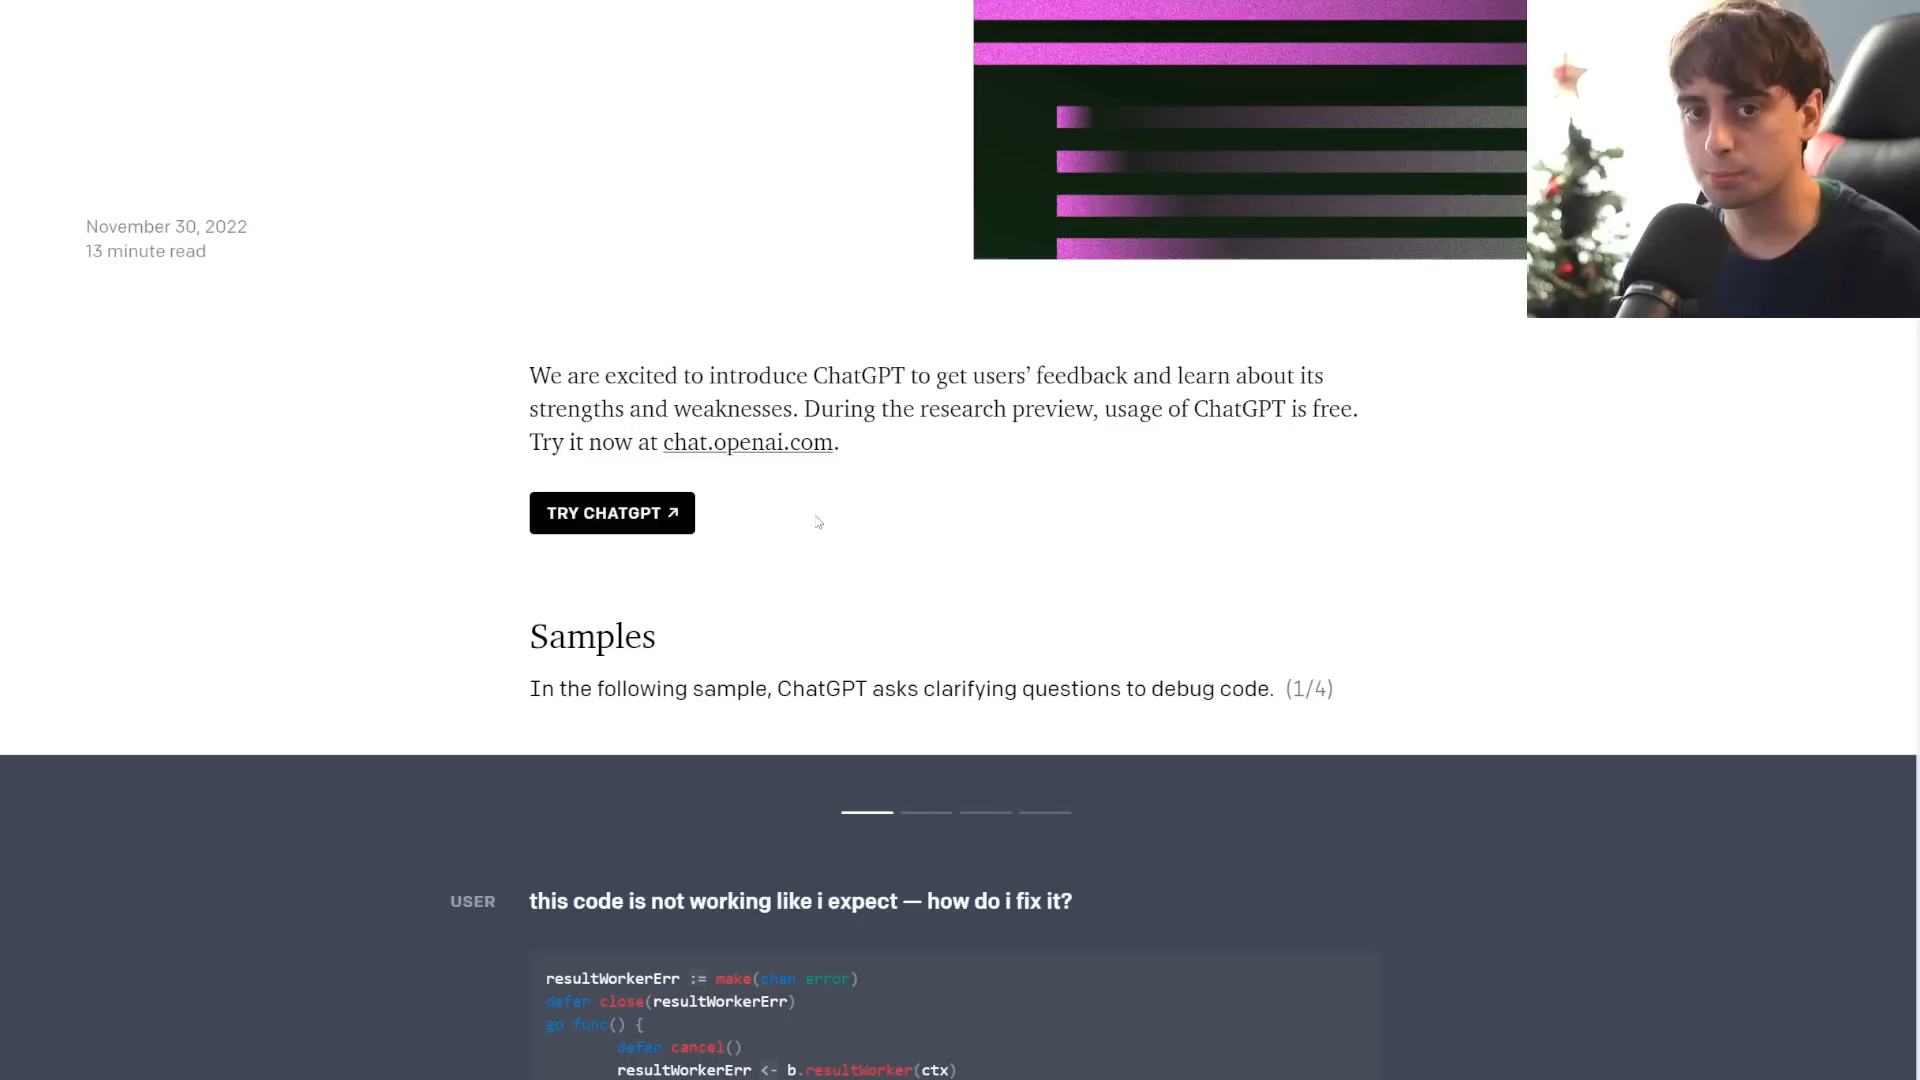 November 30, 2022
13 minute read
We are excited to introduce ChatGPT to get users’ feedback and learn about its
strengths and weaknesses. During the research preview, usage of ChatGPT is free.
Try it now at chat.openai.com.
TRY CHATGPT ↗
Samples
In the following sample, ChatGPT asks clarifying questions to debug code. (1/4)
USER this code is not working like i expect — how do i fix it?
resultWorkerErr := make(chan error)
defer close(resultWorkerErr)
go func() {
defer cancel()
resultWorkerErr <- b.resultWorker(ctx)